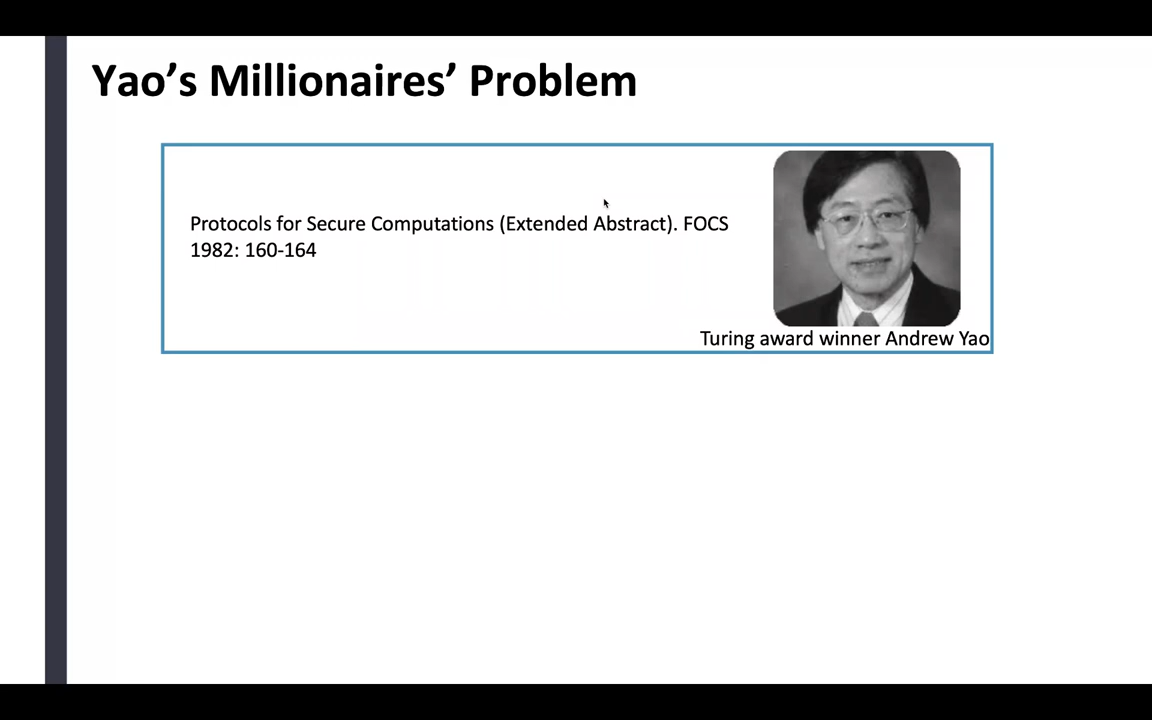 Yao’s Millionaires’ Problem
Protocols for Secure Computations (Extended Abstract). FOCS
1982: 160-164
Turing award winner Andrew Yao